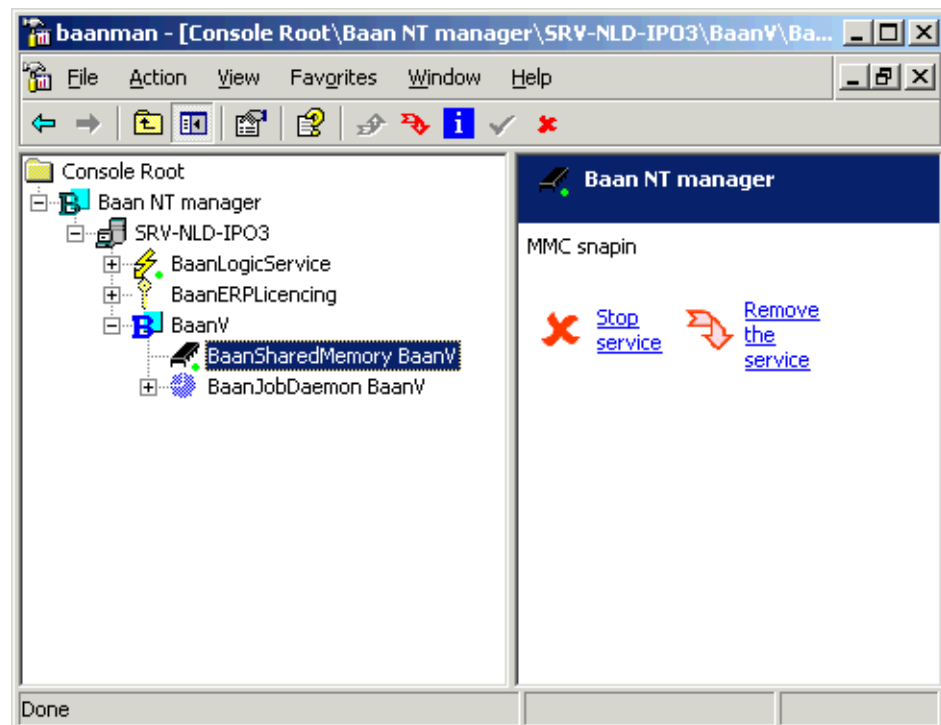 baanman - [Console Root\Baan NT manager\SRV-NLD-IPO3\BaanV\Ba...
File Action View Favorites Window Help
Console Root
Baan NT manager
SRV-NLD-IPO3
BaanLogicService
BaanERPLicencing
BaanV
BaanSharedMemory BaanV
BaanJobDaemon BaanV
Baan NT manager
MMC snapin
Stop
service
Remove
the
service
Done